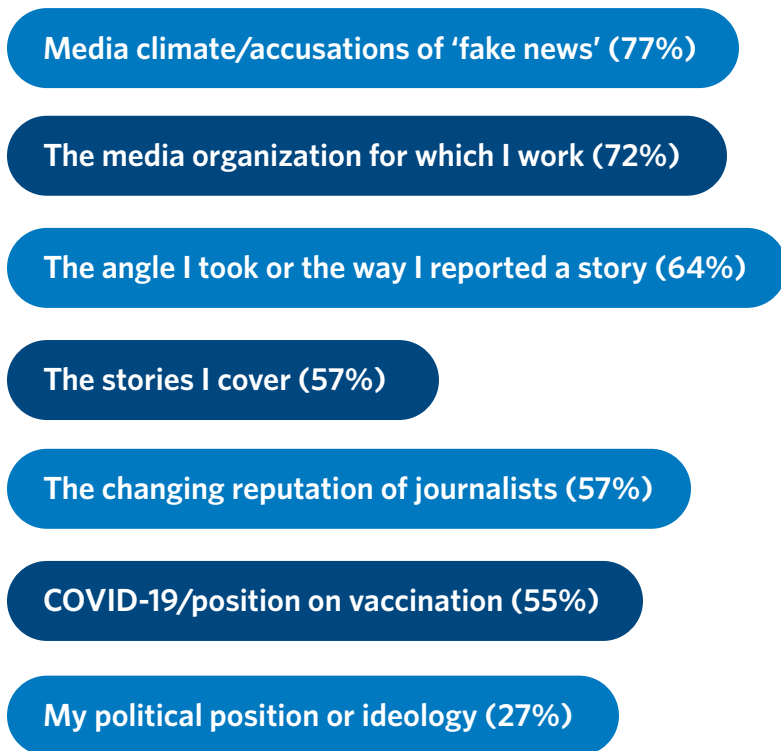 Media climate/accusations of ‘fake news’ (77%)
The media organization for which I work (72%)
The angle I took or the way I reported a story (64%)
The stories I cover (57%)
The changing reputation of journalists (57%)
COVID-19/position on vaccination (55%)
My political position or ideology (27%)